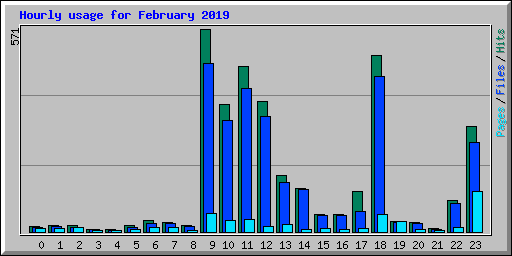 Hourly usage for February 2019
571
Pages/Files/Hits
0 1 2 3 4 5 6 7 8 9 10 11 12 13 14 15 16 17 18 19 20 21 22 23